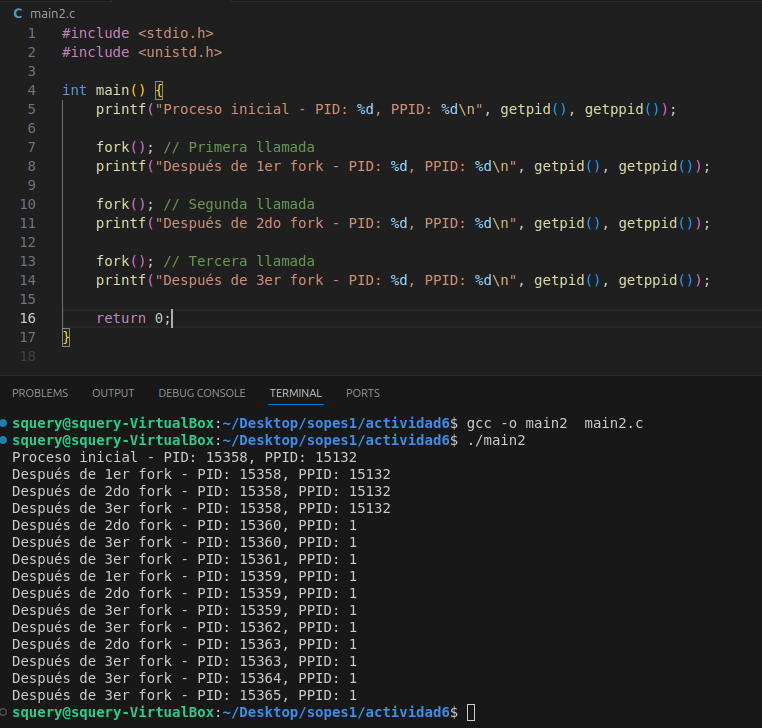 C main2.c
1 #include <stdio.h>
2 #include <unistd.h>
3
4 int main() {
5 printf("Proceso inicial - PID: %d, PPID: %d\n", getpid(), getppid());
6
7 fork(); // Primera llamada
8 printf("Después de 1er fork - PID: %d, PPID: %d\n", getpid(), getppid());
9
10 fork(); // Segunda llamada
11 printf("Después de 2do fork - PID: %d, PPID: %d\n", getpid(), getppid());
12
13 fork(); // Tercera llamada
14 printf("Después de 3er fork - PID: %d, PPID: %d\n", getpid(), getppid());
15
16 return 0;
17 }
18
PROBLEMS OUTPUT DEBUG CONSOLE TERMINAL PORTS
squery@squery-VirtualBox:~/Desktop/sopes1/actividad6$ gcc -o main2  main2.c
squery@squery-VirtualBox:~/Desktop/sopes1/actividad6$ ./main2
Proceso inicial - PID: 15358, PPID: 15132
Después de 1er fork - PID: 15358, PPID: 15132
Después de 2do fork - PID: 15358, PPID: 15132
Después de 3er fork - PID: 15358, PPID: 15132
Después de 2do fork - PID: 15360, PPID: 1
Después de 3er fork - PID: 15360, PPID: 1
Después de 3er fork - PID: 15361, PPID: 1
Después de 1er fork - PID: 15359, PPID: 1
Después de 2do fork - PID: 15359, PPID: 1
Después de 3er fork - PID: 15359, PPID: 1
Después de 3er fork - PID: 15362, PPID: 1
Después de 2do fork - PID: 15363, PPID: 1
Después de 3er fork - PID: 15363, PPID: 1
Después de 3er fork - PID: 15364, PPID: 1
Después de 3er fork - PID: 15365, PPID: 1
squery@squery-VirtualBox:~/Desktop/sopes1/actividad6$